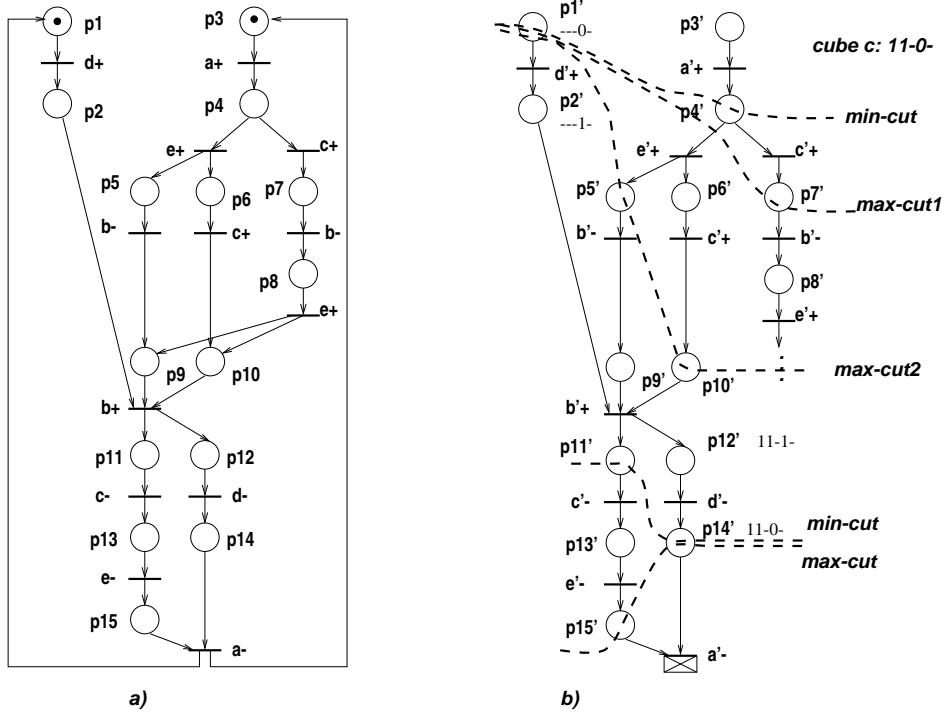 p1
p3
d+
a+
p2
p4
e+
c+
p5
p6
p7
b-
c+
b-
p8
e+
p9
p10
b+
p11
p12
c-
d-
p13
p14
e-
p15
a-
a)
p1'
---0-
p3'
cube c: 11-0-
d'+
a'+
p2'
---1-
p4'
min-cut
e'+
c'+
p5'
p6'
p7'
max-cut1
b'-
c'+
b'-
p8'
e'+
p9'
p10'
max-cut2
b'+
p11'
p12'
11-1-
c'-
d'-
p14'
11-0-
min-cut
p13'
max-cut
e'-
p15'
a'-
b)